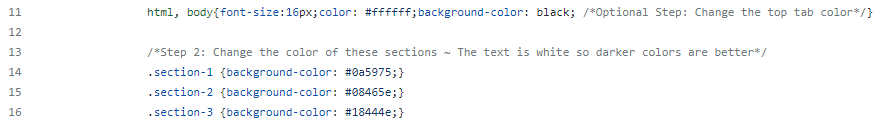 11 html, body{font-size:16px;color: #ffffff;background-color: black; /*Optional Step: Change the top tab color*/}
12
13 /*Step 2: Change the color of these sections ~ The text is white so darker colors are better*/
14 .section-1 {background-color: #0a5975;}
15 .section-2 {background-color: #08465e;}
16 .section-3 {background-color: #18444e;}